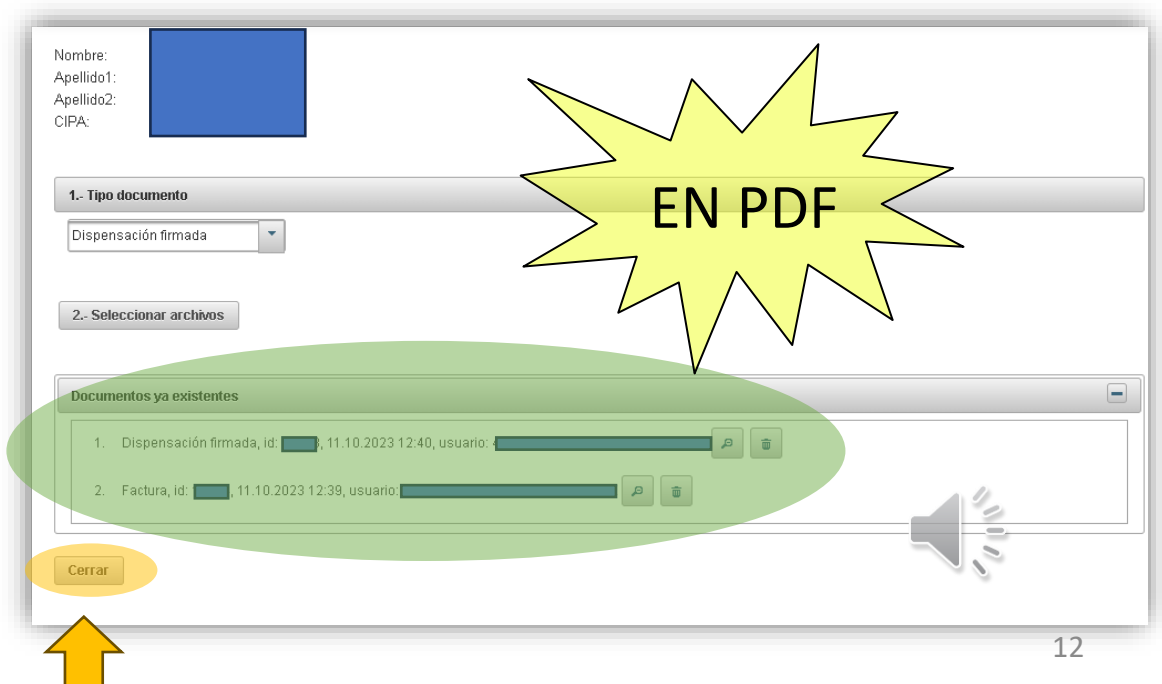 Nombre:
Apellido1:
Apellido2:
CIPA:
EN PDF
1.- Tipo documento
Dispensación firmada
2.- Seleccionar archivos
Documentos ya existentes
1. Dispensación firmada, id: , 11.10.2023 12:40, usuario:
2. Factura, id: , 11.10.2023 12:39, usuario:
Cerrar
12